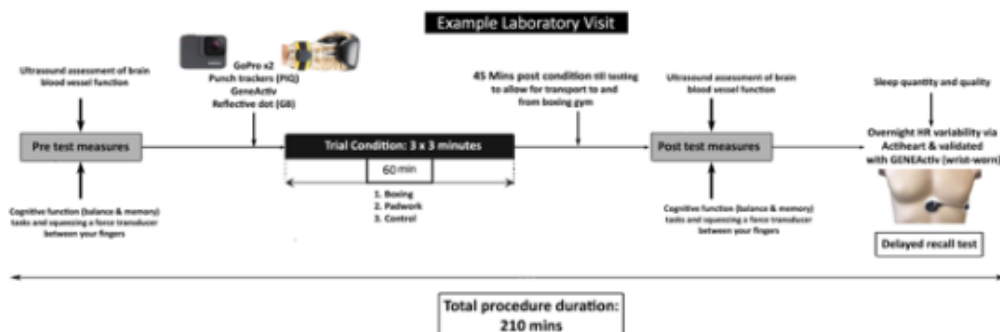 Example Laboratory Visit
Ultrasound assessment of brain
blood vessel function
GoPro x2
Punch trackers (PIQ)
GeneActiv
Reflective dot (GB)
45 Mins post condition till testing
to allow for transport to and
from boxing gym
Ultrasound assessment of brain
blood vessel function
Sleep quantity and quality
Pre test measures
Trial Condition: 3 x 3 minutes
60 min
1. Boxing
2. Padwork
3. Control
Post test measures
Overnight HR variability via
Actiheart & validated
with GENEActiv (wrist-worn)
Cognitive function (balance & memory)
tasks and squeezing a force transducer
between your fingers
Cognitive function (balance & memory)
tasks and squeezing a force transducer
between your fingers
Delayed recall test
Total procedure duration:
210 mins